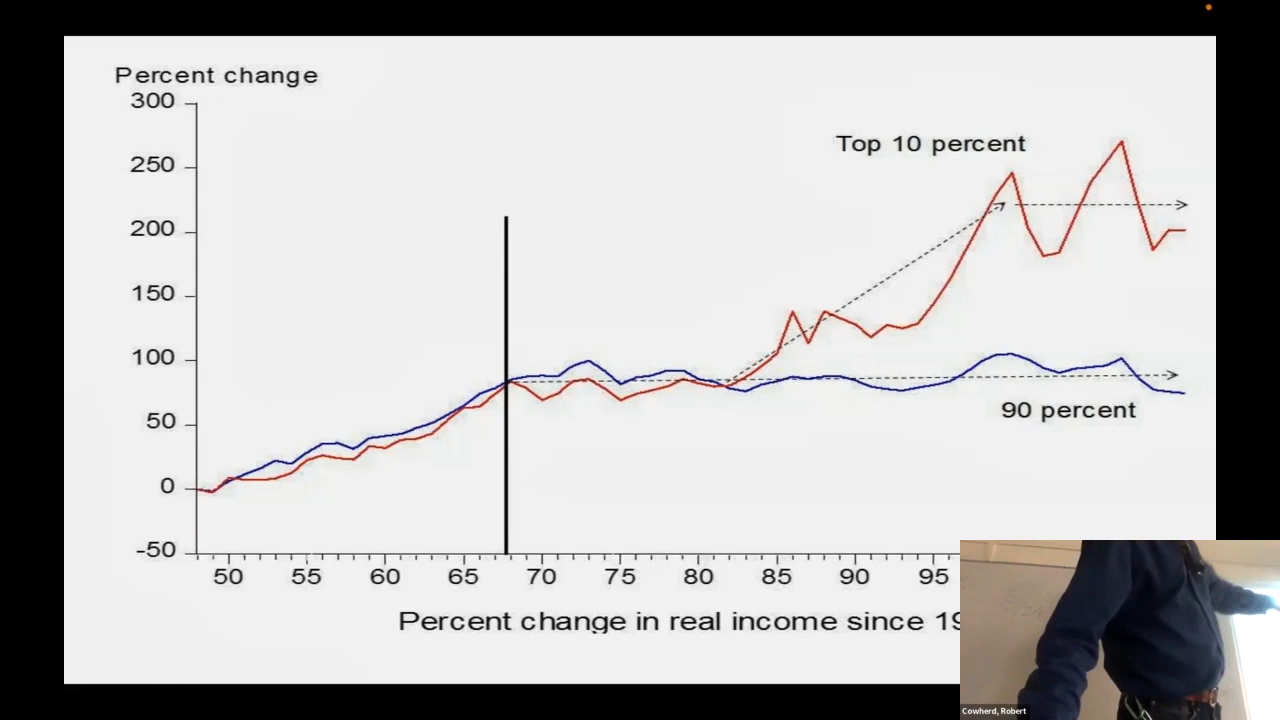 Percent change
300
250
200
150
100
50
0
-50
Top 10 percent
90 percent
50 55 60 65 70 75 80 85 90 95
Percent change in real income since 19
Cowherd, Robert